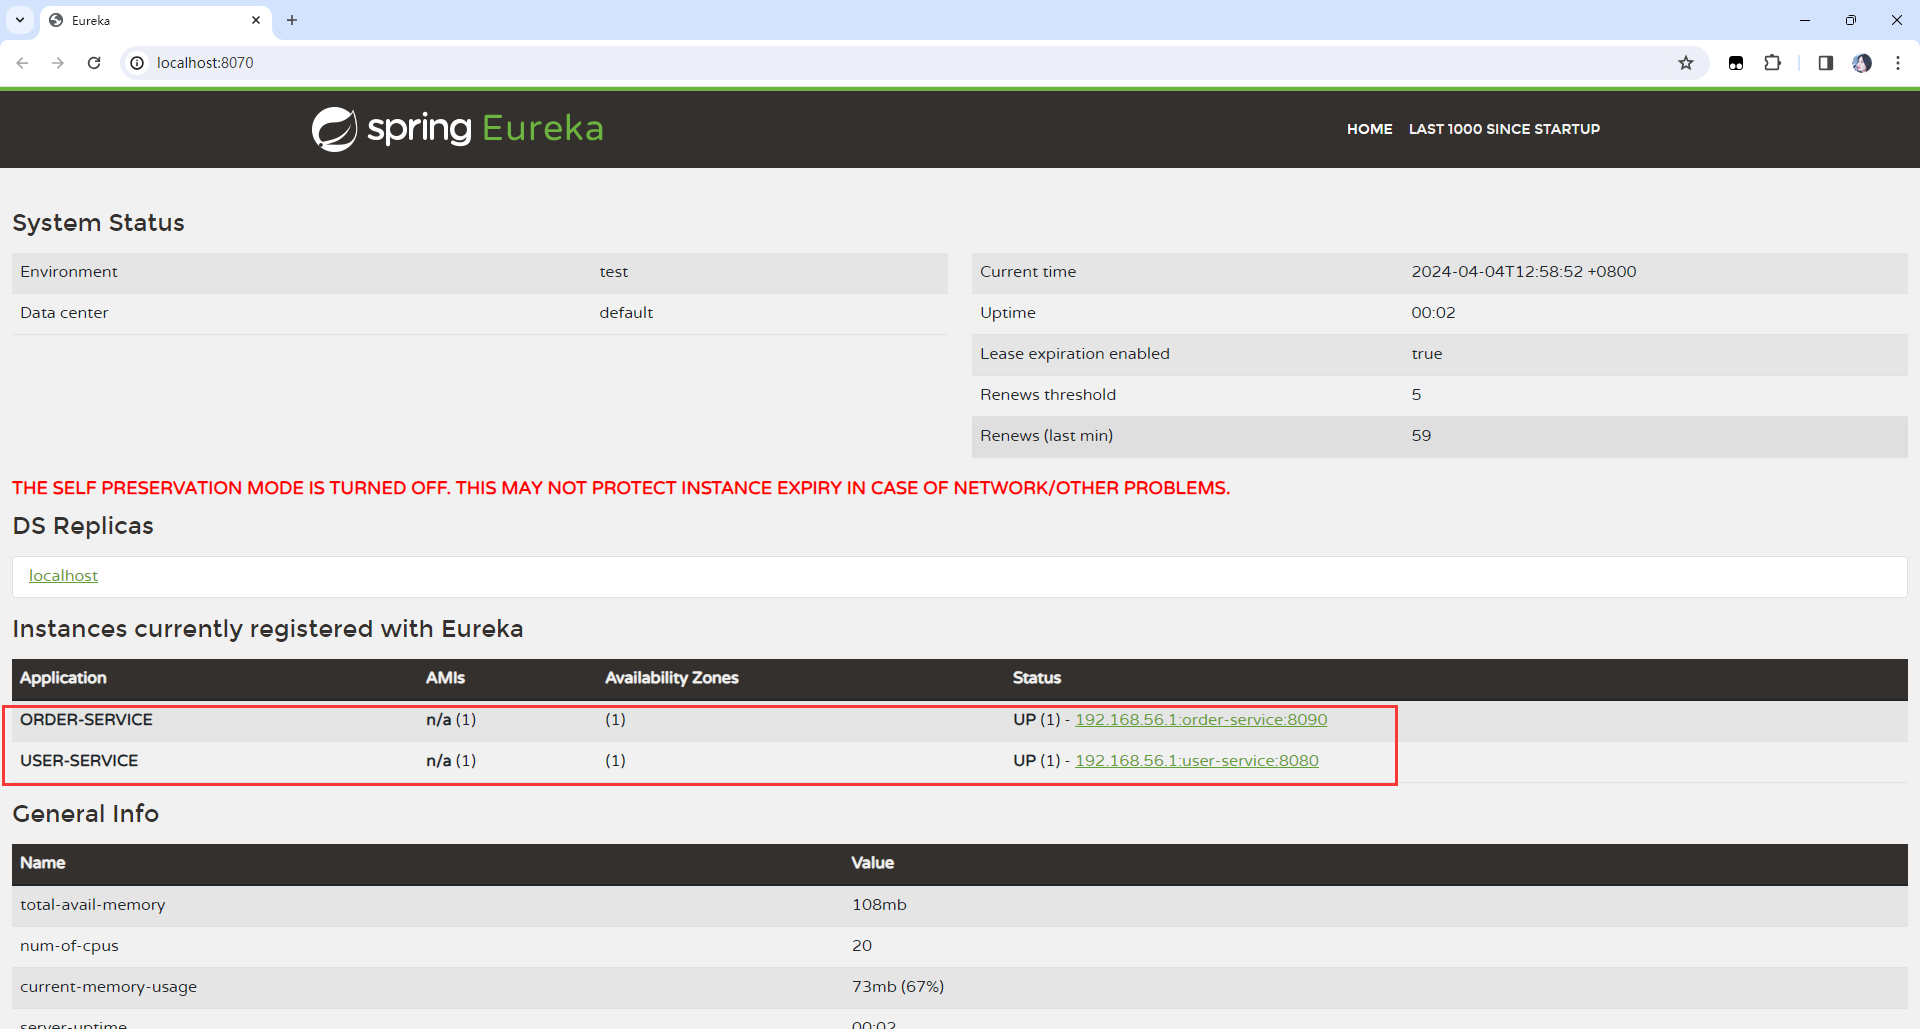 Eureka
localhost:8070
spring Eureka
HOME LAST 1000 SINCE STARTUP
System Status
Environment test
Data center default
Current time 2024-04-04T12:58:52 +0800
Uptime 00:02
Lease expiration enabled true
Renews threshold 5
Renews (last min) 59
THE SELF PRESERVATION MODE IS TURNED OFF. THIS MAY NOT PROTECT INSTANCE EXPIRY IN CASE OF NETWORK/OTHER PROBLEMS.
DS Replicas
localhost
Instances currently registered with Eureka
Application AMIs Availability Zones Status
ORDER-SERVICE n/a (1) (1) UP (1) - 192.168.56.1:order-service:8090
USER-SERVICE n/a (1) (1) UP (1) - 192.168.56.1:user-service:8080
General Info
Name Value
total-avail-memory 108mb
num-of-cpus 20
current-memory-usage 73mb (67%)
server-uptime 00:02